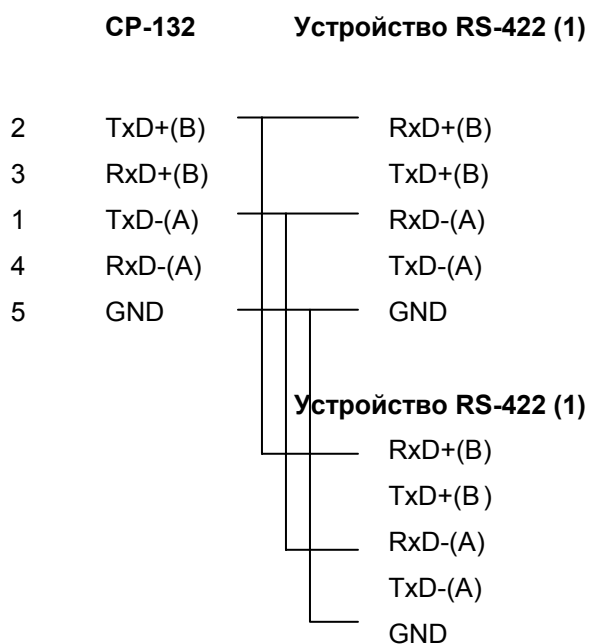 CP-132 Устройство RS-422 (1)
2 TxD+(B) RxD+(B)
3 RxD+(B) TxD+(B)
1 TxD-(A) RxD-(A)
4 RxD-(A) TxD-(A)
5 GND GND
Устройство RS-422 (1)
RxD+(B)
TxD+(B)
RxD-(A)
TxD-(A)
GND